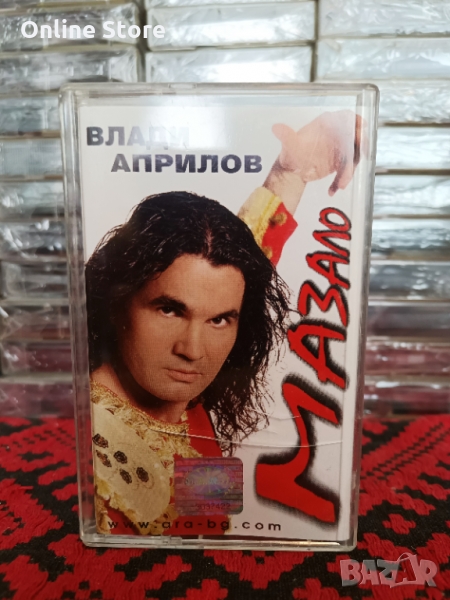 Online Store
ВЛАДИ
АПРИЛОВ
МАЗАЛО
www.ara-bg.com
BAZAR